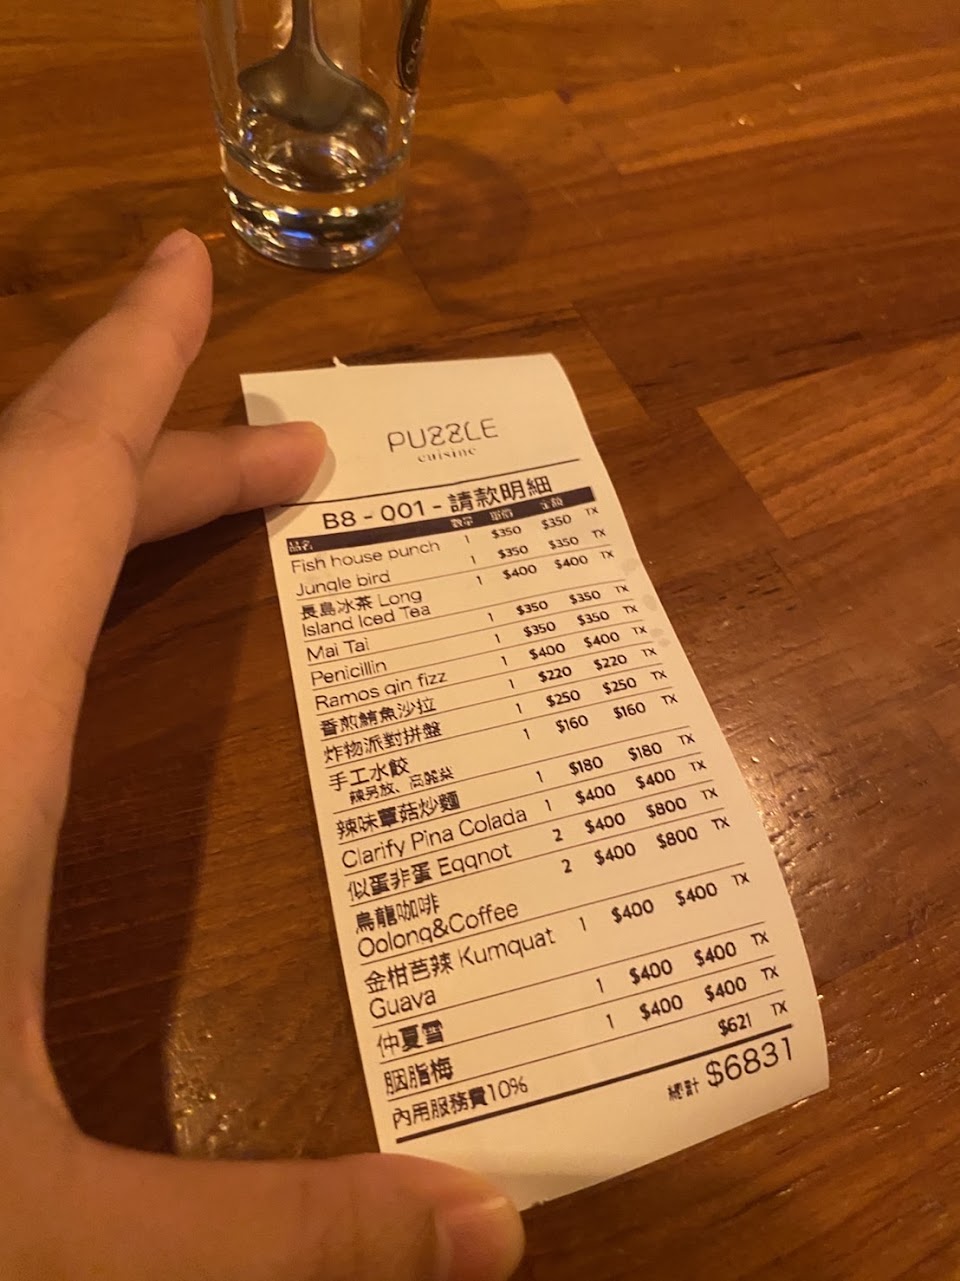 PUZZLE
cuisine
B8 - 001 - 請款明細
品名 數量 單價 金額
Fish house punch 1 $350 $350 TX
Jungle bird 1 $350 $350 TX
長島冰茶 Long 1 $400 $400 TX
Island Iced Tea
Mai Tai 1 $350 $350 TX
Penicillin 1 $350 $350 TX
Ramos gin fizz 1 $400 $400 TX
香煎鯖魚沙拉 1 $220 $220 TX
炸物派對拼盤 1 $250 $250 TX
手工水餃 1 $160 $160 TX
辣另放、高麗菜
辣味蕈菇炒麵 1 $180 $180 TX
Clarify Pina Colada 1 $400 $400 TX
似蛋非蛋 Eggnot 2 $400 $800 TX
烏龍咖啡 2 $400 $800 TX
Oolong&Coffee
金柑芭辣 Kumquat 1 $400 $400 TX
Guava
仲夏雪 1 $400 $400 TX
胭脂梅 1 $400 $400 TX
內用服務費10% $621 TX
總計 $6831